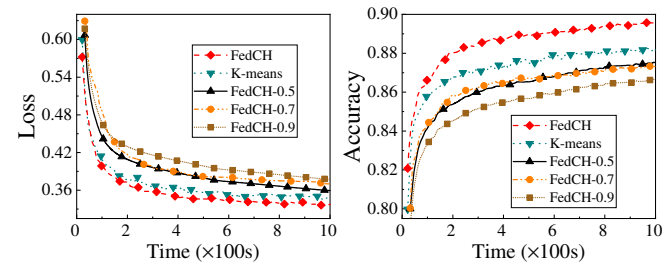 0.60
0.54
0.48
0.42
0.36
Loss
0 2 4 6 8 10
Time (×100s)
FedCH
K-means
FedCH-0.5
FedCH-0.7
FedCH-0.9
0.90
0.88
0.86
0.84
0.82
0.80
Accuracy
0 2 4 6 8 10
Time (×100s)
FedCH
K-means
FedCH-0.5
FedCH-0.7
FedCH-0.9